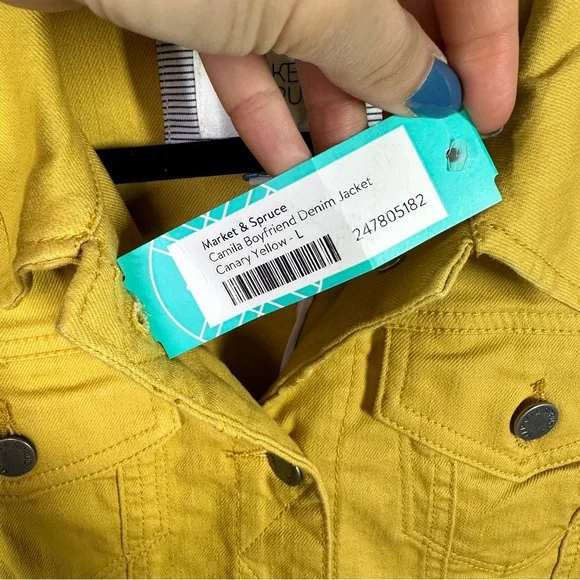 Market & Spruce
Camila Boyfriend Denim Jacket
Canary Yellow - L
247805182